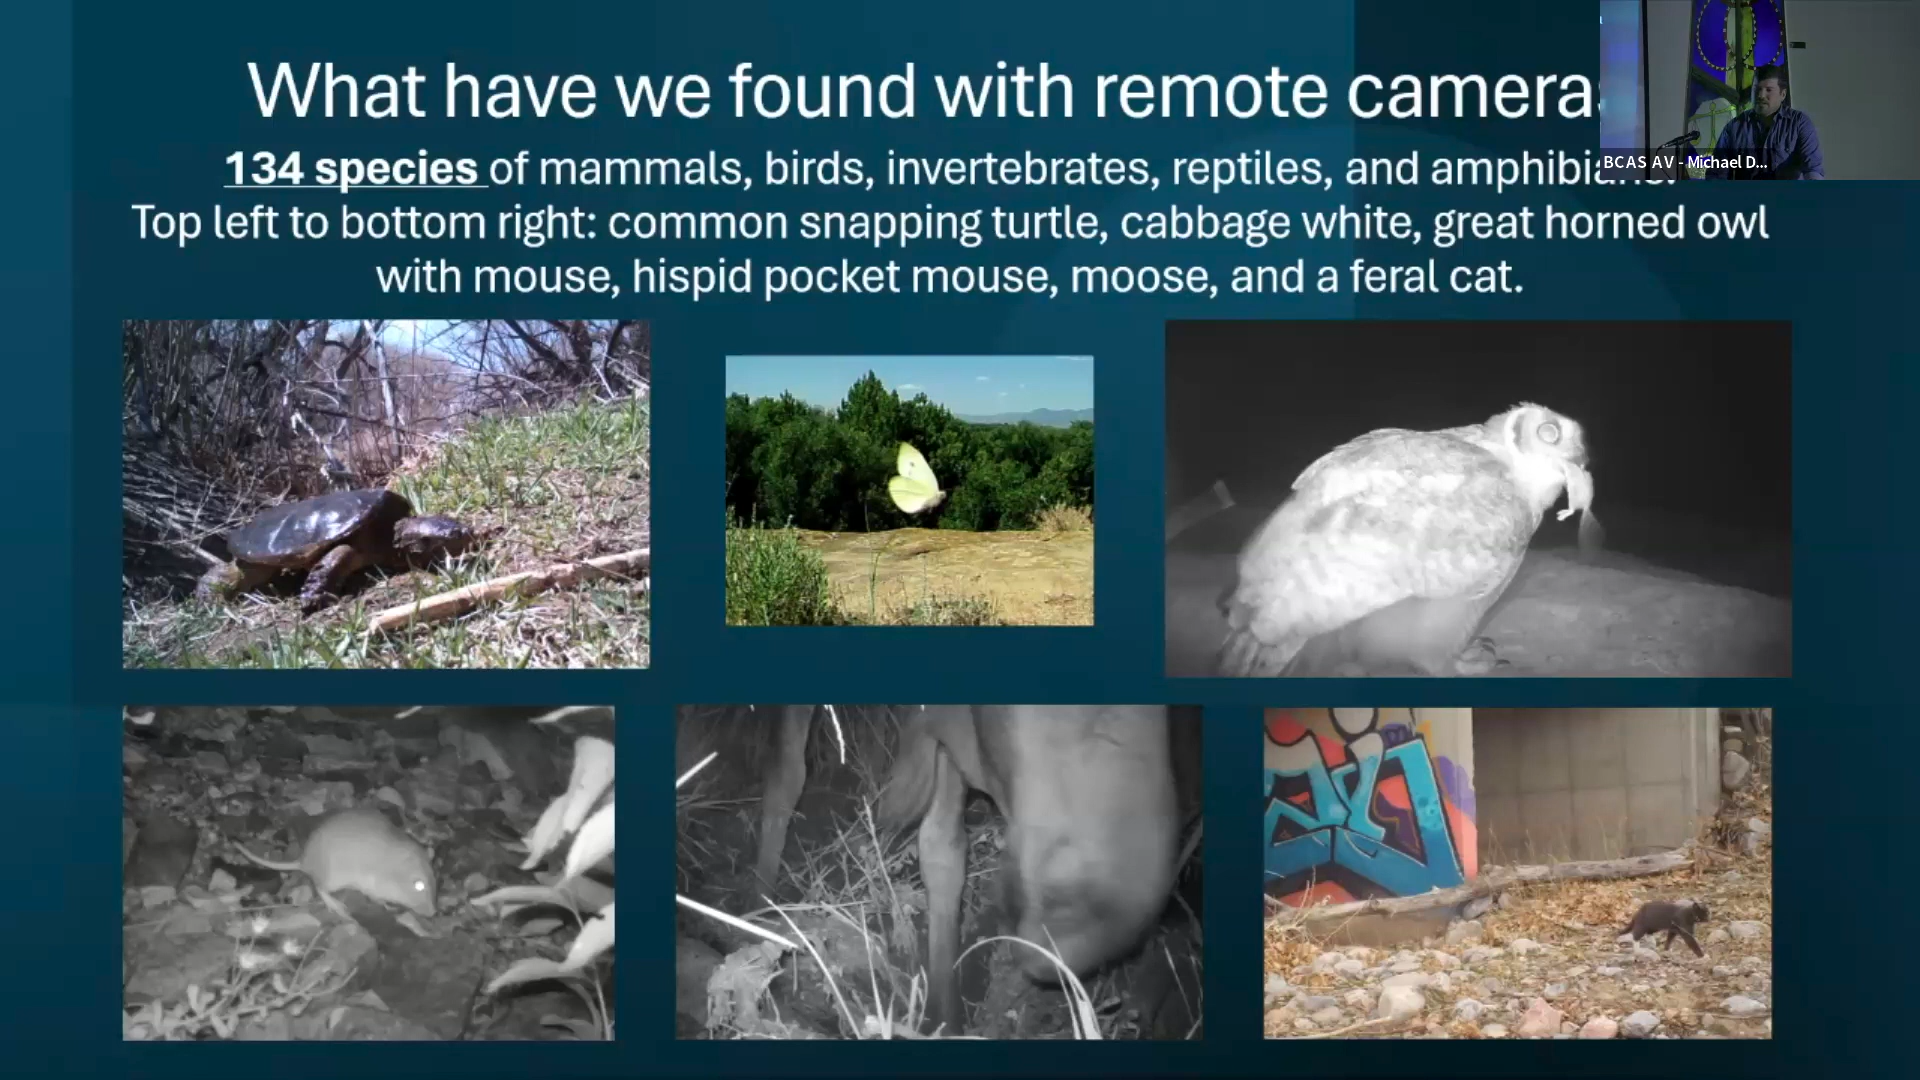 What have we found with remote cameras
134 species of mammals, birds, invertebrates, reptiles, and amphibians.
Top left to bottom right: common snapping turtle, cabbage white, great horned owl
with mouse, hispid pocket mouse, moose, and a feral cat.
BCAS AV - Michael D...